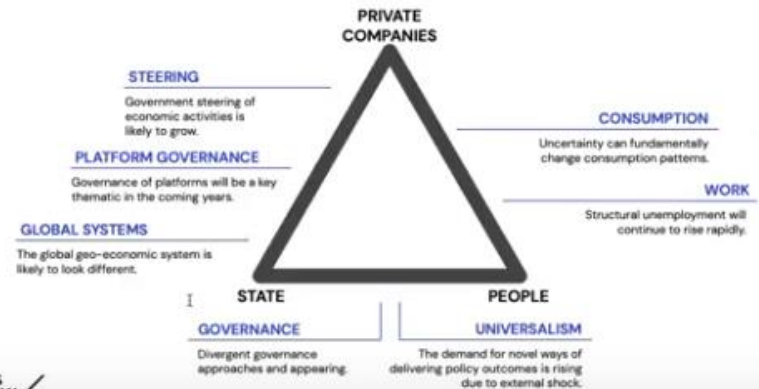 PRIVATE
COMPANIES
STEERING
Government steering of
economic activities is
likely to grow.
PLATFORM GOVERNANCE
Governance of platforms will be a key
thematic in the coming years.
GLOBAL SYSTEMS
The global geo-economic system is
likely to look different.
CONSUMPTION
Uncertainty can fundamentally
change consumption patterns.
WORK
Structural unemployment will
continue to rise rapidly.
STATE
PEOPLE
GOVERNANCE
Divergent governance
approaches and appearing.
UNIVERSALISM
The demand for novel ways of
delivering policy outcomes is rising
due to external shock.